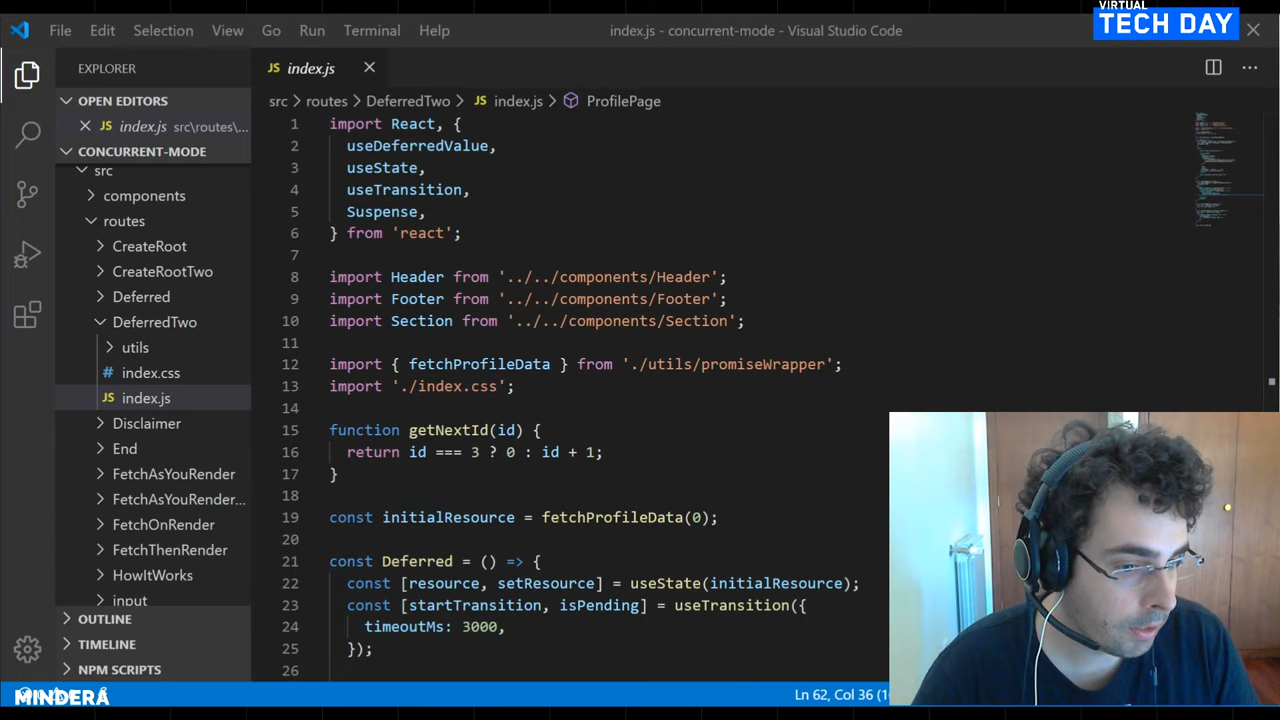 VIRTUAL
TECH DAY
File Edit Selection View Go Run Terminal Help
index.js - concurrent-mode - Visual Studio Code
EXPLORER
OPEN EDITORS
index.js src\routes\...
CONCURRENT-MODE
src
components
routes
CreateRoot
CreateRootTwo
Deferred
DeferredTwo
utils
index.css
index.js
Disclaimer
End
FetchAsYouRender
FetchAsYouRender...
FetchOnRender
FetchThenRender
HowItWorks
input
OUTLINE
TIMELINE
NPM SCRIPTS
MINDERA
JS index.js
src > routes > DeferredTwo > JS index.js > ProfilePage
1 import React, {
2 useDeferredValue,
3 useState,
4 useTransition,
5 Suspense,
6 } from 'react';
7
8 import Header from '../../components/Header';
9 import Footer from '../../components/Footer';
10 import Section from '../../components/Section';
11
12 import { fetchProfileData } from './utils/promiseWrapper';
13 import './index.css';
14
15 function getNextId(id) {
16 return id === 3 ? 0 : id + 1;
17 }
18
19 const initialResource = fetchProfileData(0);
20
21 const Deferred = () => {
22 const [resource, setResource] = useState(initialResource);
23 const [startTransition, isPending] = useTransition({
24 timeoutMs: 3000,
25 });
26
Ln 62, Col 36